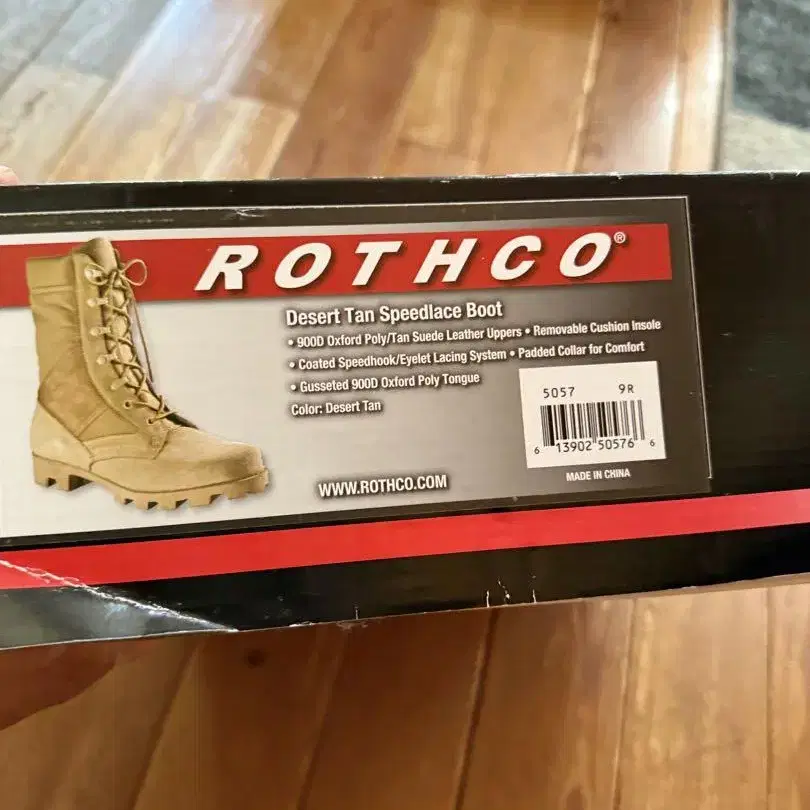 ROTHCO®
Desert Tan Speedlace Boot
• 900D Oxford Poly/Tan Suede Leather Uppers • Removable Cushion Insole
• Coated Speedhook/Eyelet Lacing System • Padded Collar for Comfort
• Gusseted 900D Oxford Poly Tongue
Color: Desert Tan
5057 9R
6 13902 50576 6
WWW.ROTHCO.COM
MADE IN CHINA